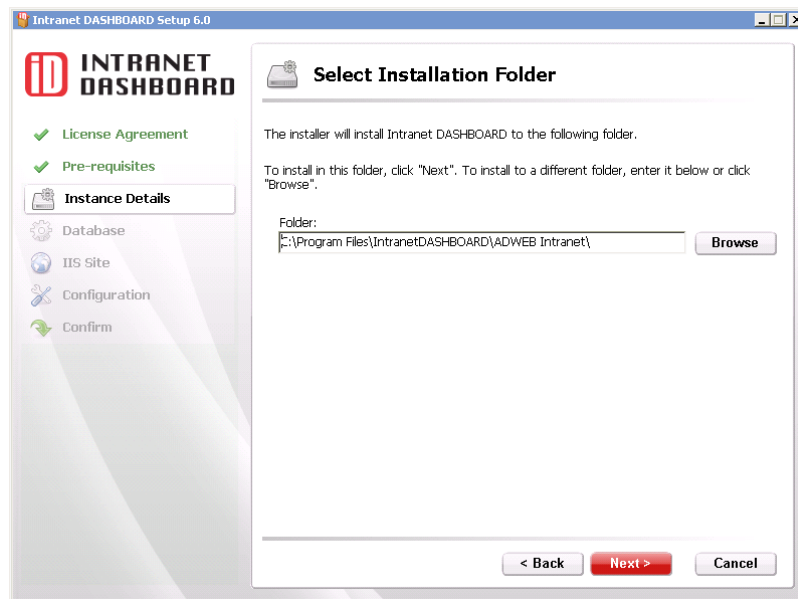 Intranet DASHBOARD Setup 6.0
INTRANET
DASHBOARD
License Agreement
Pre-requisites
Instance Details
Database
IIS Site
Configuration
Confirm
Select Installation Folder
The installer will install Intranet DASHBOARD to the following folder.
To install in this folder, click "Next". To install to a different folder, enter it below or click
"Browse".
Folder:
C:\Program Files\IntranetDASHBOARD\ADWEB Intranet\
Browse
< Back
Next >
Cancel